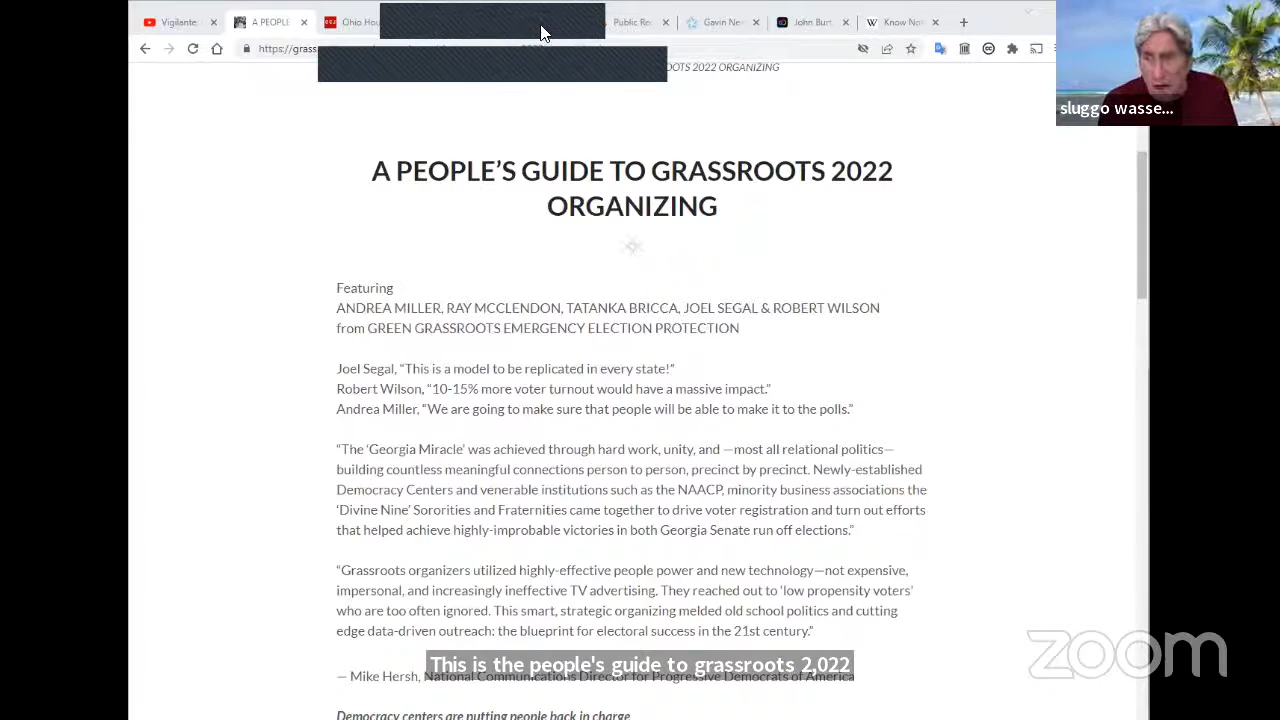 Vigilante
A PEOPLE
Ohio Hou
Public Rec
Gavin New
John Burt
Know Not
https://grass
OOTS 2022 ORGANIZING
sluggo wasse...
A PEOPLE'S GUIDE TO GRASSROOTS 2022
ORGANIZING
Featuring
ANDREA MILLER, RAY MCCLENDON, TATANKA BRICCA, JOEL SEGAL & ROBERT WILSON
from GREEN GRASSROOTS EMERGENCY ELECTION PROTECTION
Joel Segal, “This is a model to be replicated in every state!”
Robert Wilson, “10-15% more voter turnout would have a massive impact.”
Andrea Miller, “We are going to make sure that people will be able to make it to the polls.”
“The ‘Georgia Miracle’ was achieved through hard work, unity, and —most all relational politics—
building countless meaningful connections person to person, precinct by precinct. Newly-established
Democracy Centers and venerable institutions such as the NAACP, minority business associations the
‘Divine Nine’ Sororities and Fraternities came together to drive voter registration and turn out efforts
that helped achieve highly-improbable victories in both Georgia Senate run off elections.”
“Grassroots organizers utilized highly-effective people power and new technology—not expensive,
impersonal, and increasingly ineffective TV advertising. They reached out to ‘low propensity voters’
who are too often ignored. This smart, strategic organizing melded old school politics and cutting
edge data-driven outreach: the blueprint for electoral success in the 21st century.”
This is the people's guide to grassroots 2,022
— Mike Hersh, National Communications Director for Progressive Democrats of America
zoom
Democracy centers are putting people back in charge